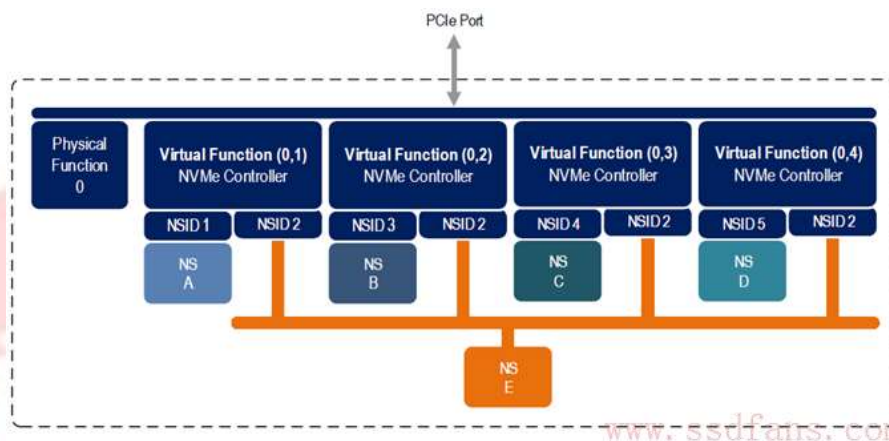 PCIe Port
Physical
Function
0
Virtual Function (0,1)
NVMe Controller
Virtual Function (0,2)
NVMe Controller
Virtual Function (0,3)
NVMe Controller
Virtual Function (0,4)
NVMe Controller
NSID 1
NSID 2
NSID 3
NSID 2
NSID 4
NSID 2
NSID 5
NSID 2
NS
A
NS
B
NS
C
NS
D
NS
E
www.ssdfans.com